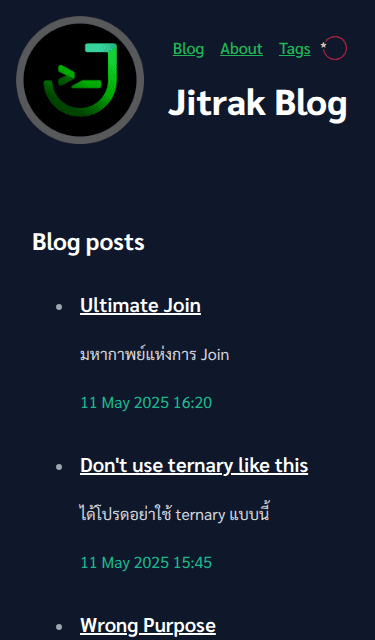 Blog About Tags
Jitrak Blog
Blog posts
Ultimate Join
มหากาพย์แห่งการ Join
11 May 2025 16:20
Don't use ternary like this
ได้โปรดอย่าใช้ ternary แบบนี้
11 May 2025 15:45
Wrong Purpose